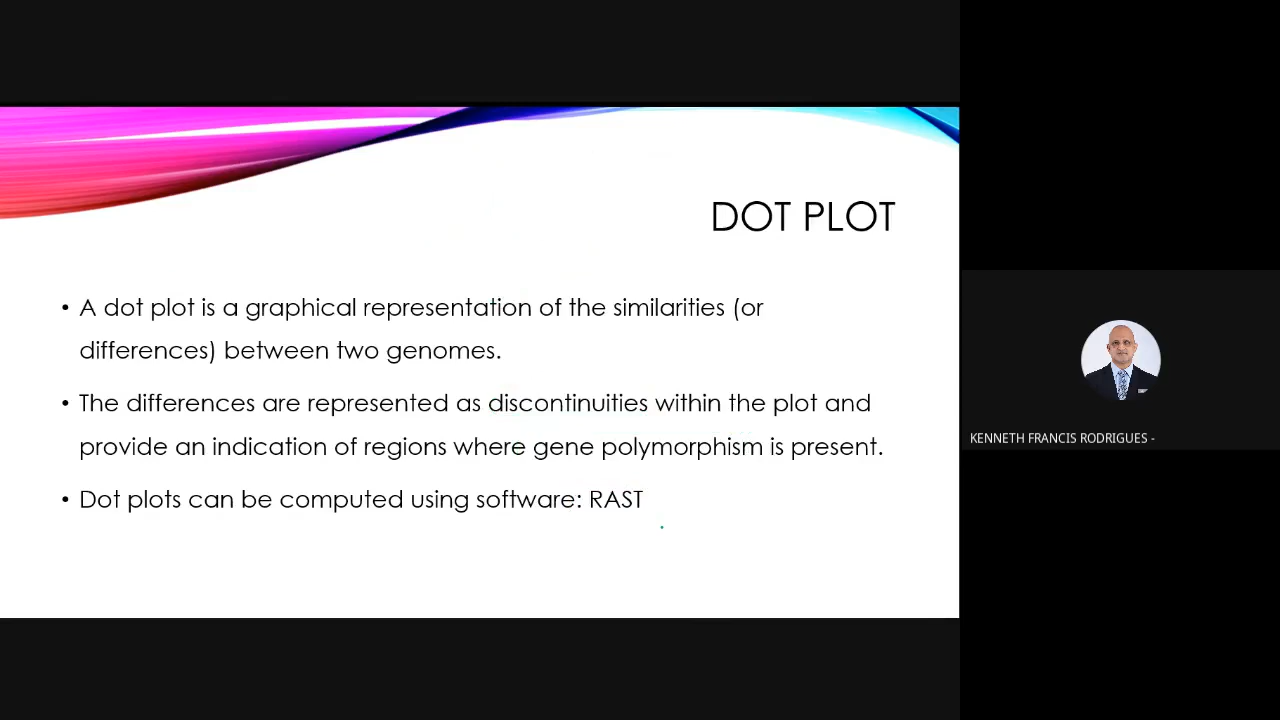 DOT PLOT
• A dot plot is a graphical representation of the similarities (or
differences) between two genomes.
• The differences are represented as discontinuities within the plot and
provide an indication of regions where gene polymorphism is present.
• Dot plots can be computed using software: RAST
KENNETH FRANCIS RODRIGUES -